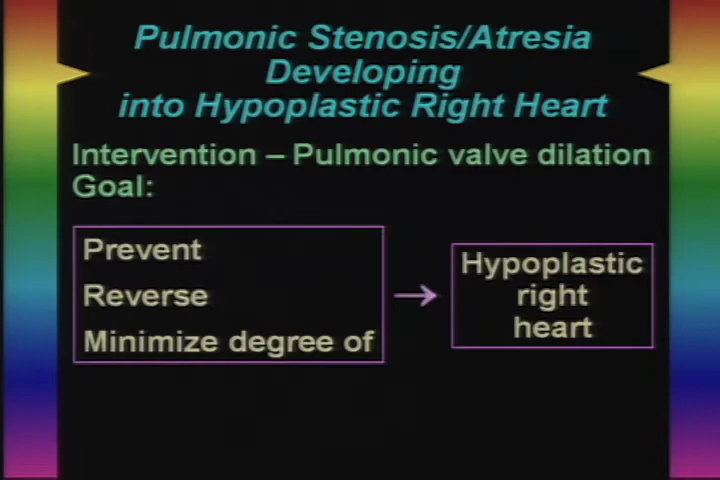 Pulmonic Stenosis/Atresia
Developing
into Hypoplastic Right Heart
Intervention – Pulmonic valve dilation
Goal:
Prevent
Reverse
Minimize degree of
Hypoplastic
right
heart